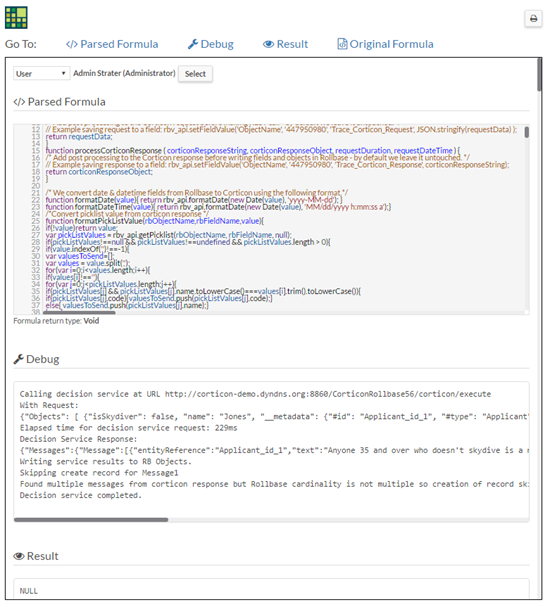 Go To:
</> Parsed Formula
Debug
Result
Original Formula
User
Admin Strater (Administrator)
Select
</> Parsed Formula
12 // Example saving request to a field: rbv_api.setFieldValue('ObjectName', '447950980', 'Trace_Corticon_Request', JSON.stringify(requestData) );
13 return requestData;
14 }
15 function processCorticonResponse ( corticonResponseString, corticonResponseObject, requestDuration, requestDateTime ) {
16 /* Add post processing to the Corticon response before writing fields and objects in Rollbase - by default we leave it untouched. */
17 // Example saving response to a field: rbv_api.setFieldValue('ObjectName', '447950980', 'Trace_Corticon_Response', corticonResponseString);
18 return corticonResponseObject;
19 }
20
21 /* We convert date & datetime fields from Rollbase to Corticon using the following format.*/
22 function formatDate(value){ return rbv_api.formatDate(new Date(value), 'yyyy-MM-dd'); }
23 function formatDateTime(value){ return rbv_api.formatDate(new Date(value), 'MM/dd/yyyy h:mm:ss a');}
24 /*Convert picklist value from corticon response */
25 function formatPickListValue(rbObjectName,rbFieldName,value){
26 if(!value)return value;
27 var pickListValues = rbv_api.getPicklist(rbObjectName, rbFieldName, null);
28 if(pickListValues!==null && pickListValues!==undefined && pickListValues.length > 0){
29 if(value.indexOf(';')!==-1){
30 var valuesToSend=[];
31 var values = value.split(";");
32 for(var i=0;i<values.length;i++){
33 if(values[i]!==''){
34 for(var j=0;j<pickListValues.length;j++){
35 if(pickListValues[j] && pickListValues[j].name.toLowerCase()===values[i].trim().toLowerCase()){
36 if(pickListValues[j].code){valuesToSend.push(pickListValues[j].code);}
37 else{ valuesToSend.push(pickListValues[j].name);}
38
Formula return type: Void
Debug
Calling decision service at URL http://corticon-demo.dyndns.org:8860/CorticonRollbase56/corticon/execute
With Request:
{"Objects": [ {"isSkydiver": false, "name": "Jones", "__metadata": {"#id": "Applicant_id_1", "#type": "Applicant"
Elapsed time for decision service request: 229ms
Decision Service Response:
{"Messages":{"Message":[{"entityReference":"Applicant_id_1","text":"Anyone 35 and over who doesn't skydive is a
Writing service results to RB Objects.
Skipping create record for Message1
Found multiple messages from corticon response but Rollbase cardinality is not multiple so creation of record
Decision service completed.
Result
NULL